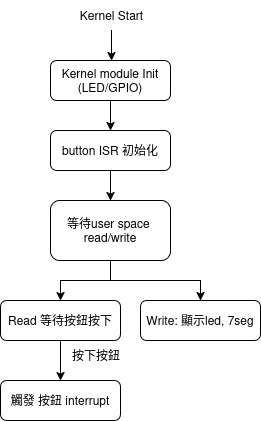 Kernel Start
Kernel module Init
(LED/GPIO)
button ISR 初始化
等待user space
read/write
Read 等待按鈕按下
Write: 顯示led, 7seg
按下按鈕
觸發 按鈕 interrupt